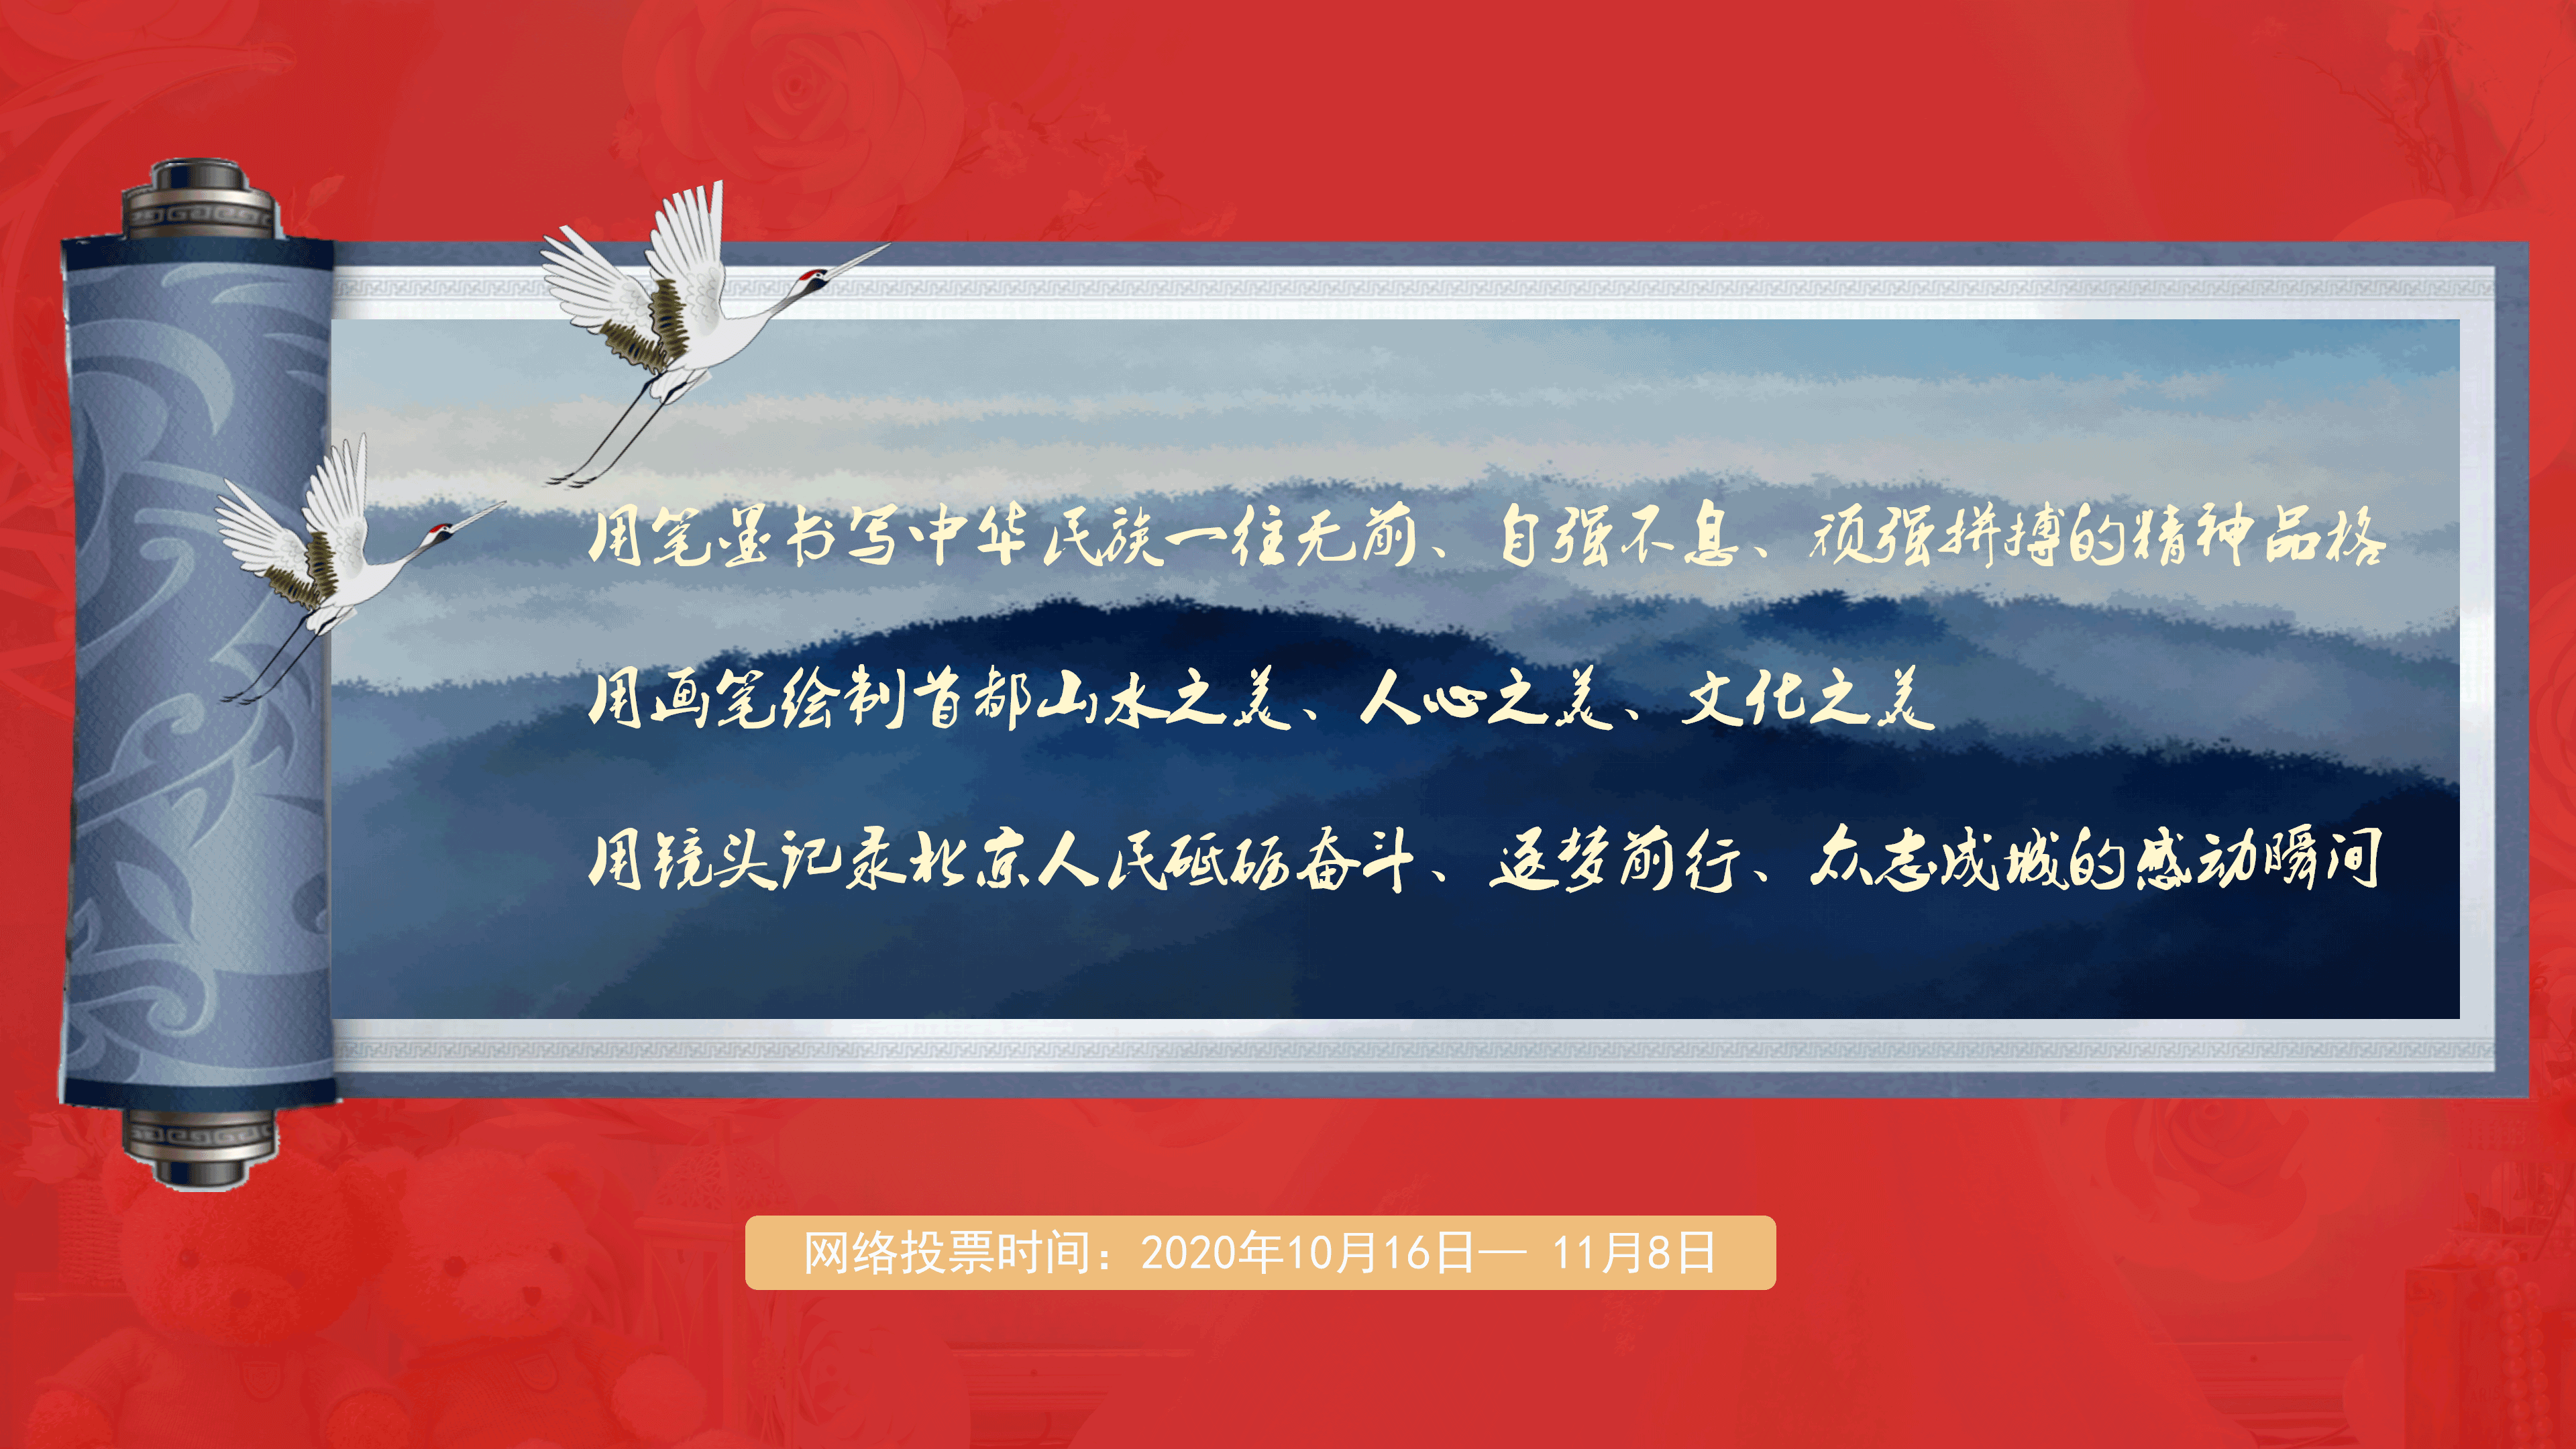 用笔墨书写中华民族一往无前、自强不息、顽强拼搏的精神品格
用画笔绘制首都山水之美、人心之美、文化之美
用镜头记录北京人民砥砺奋斗、逐梦前行、众志成城的感动瞬间
网络投票时间：2020年10月16日— 11月8日